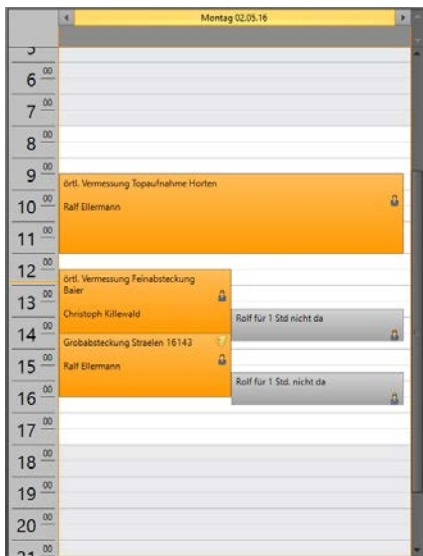 Montag 02.05.16
5
6 00
7 00
8 00
9 00
örtl. Vermessung Topaufnahme Horten
10 00
Ralf Ellermann
11 00
12 00
örtl. Vermessung Feinabsteckung
Baier
13 00
Christoph Killewald
Rolf für 1 Std nicht da
14 00
Grobabsteckung Straelen 16143
15 00
Ralf Ellermann
Rolf für 1 Std. nicht da
16 00
17 00
18 00
19 00
20 00
21 00